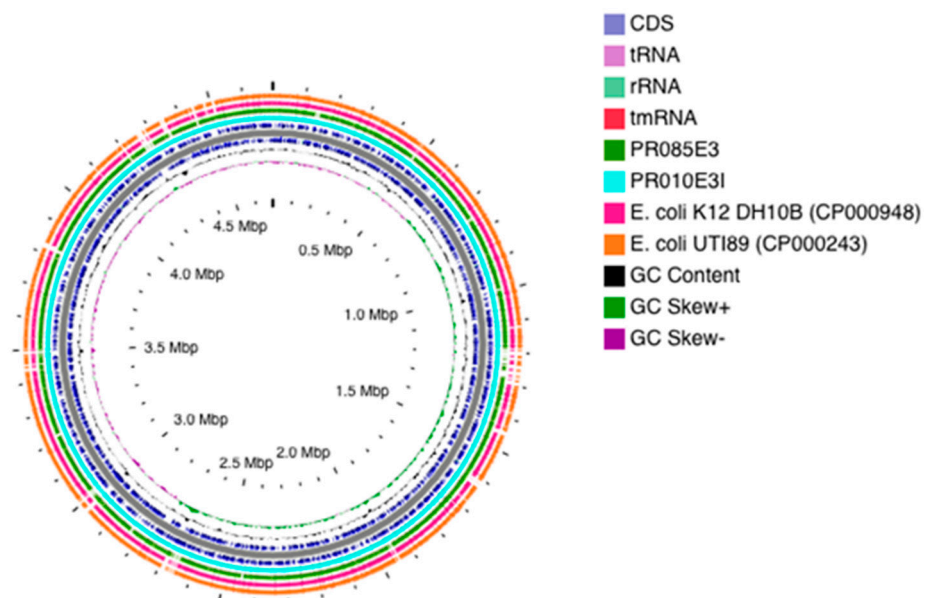 CDS
tRNA
rRNA
tmRNA
PR085E3
PR010E3I
E. coli K12 DH10B (CP000948)
E. coli UTI89 (CP000243)
GC Content
GC Skew+
GC Skew-
4.5 Mbp
0.5 Mbp
4.0 Mbp
1.0 Mbp
3.5 Mbp
1.5 Mbp
3.0 Mbp
2.5 Mbp
2.0 Mbp